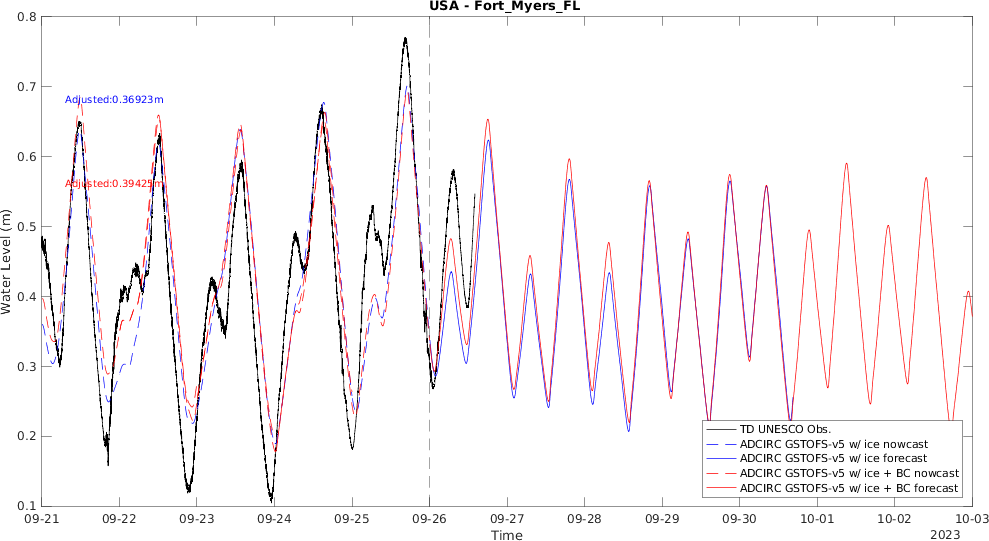 USA - Fort_Myers_FL
0.8
0.7
0.6
0.5
0.4
0.3
0.2
0.1
Water Level (m)
Adjusted:0.36923m
Adjusted:0.39425m
TD UNESCO Obs.
ADCIRC GSTOFS-v5 w/ ice nowcast
ADCIRC GSTOFS-v5 w/ ice forecast
ADCIRC GSTOFS-v5 w/ ice + BC nowcast
ADCIRC GSTOFS-v5 w/ ice + BC forecast
09-21 09-22 09-23 09-24 09-25 09-26 09-27 09-28 09-29 09-30 10-01 10-02 10-03
Time
2023